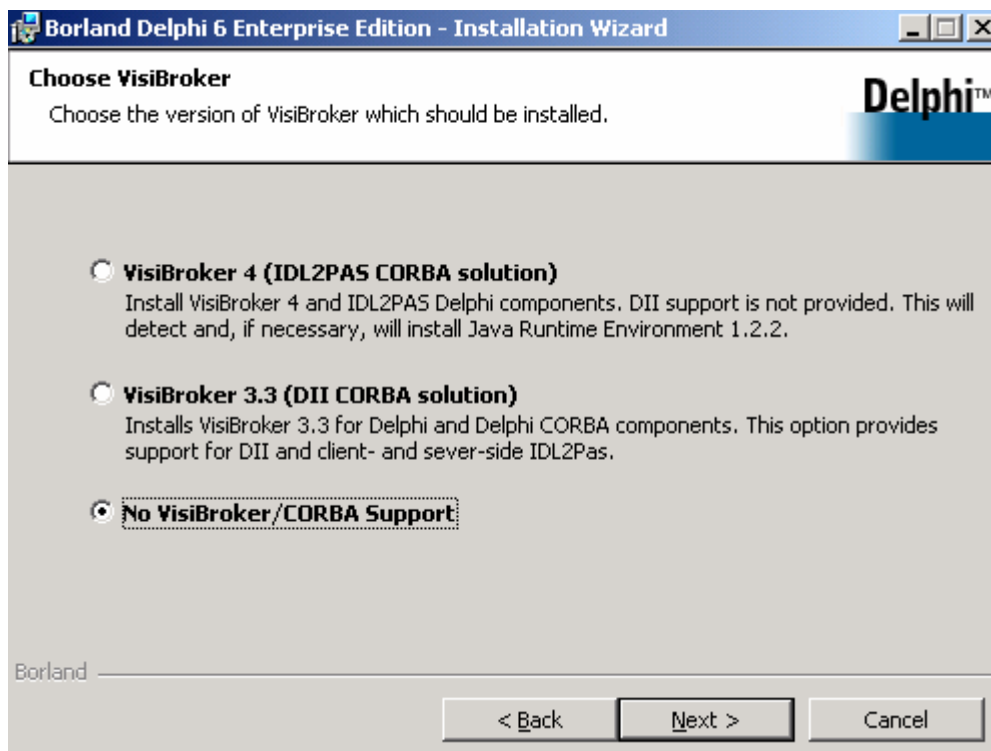 Borland Delphi 6 Enterprise Edition - Installation Wizard
Choose VisiBroker
Choose the version of VisiBroker which should be installed.
Delphi™
VisiBroker 4 (IDL2PAS CORBA solution)
Install VisiBroker 4 and IDL2PAS Delphi components. DII support is not provided. This will
detect and, if necessary, will install Java Runtime Environment 1.2.2.
VisiBroker 3.3 (DII CORBA solution)
Installs VisiBroker 3.3 for Delphi and Delphi CORBA components. This option provides
support for DII and client- and sever-side IDL2Pas.
No VisiBroker/CORBA Support
Borland
< Back Next > Cancel